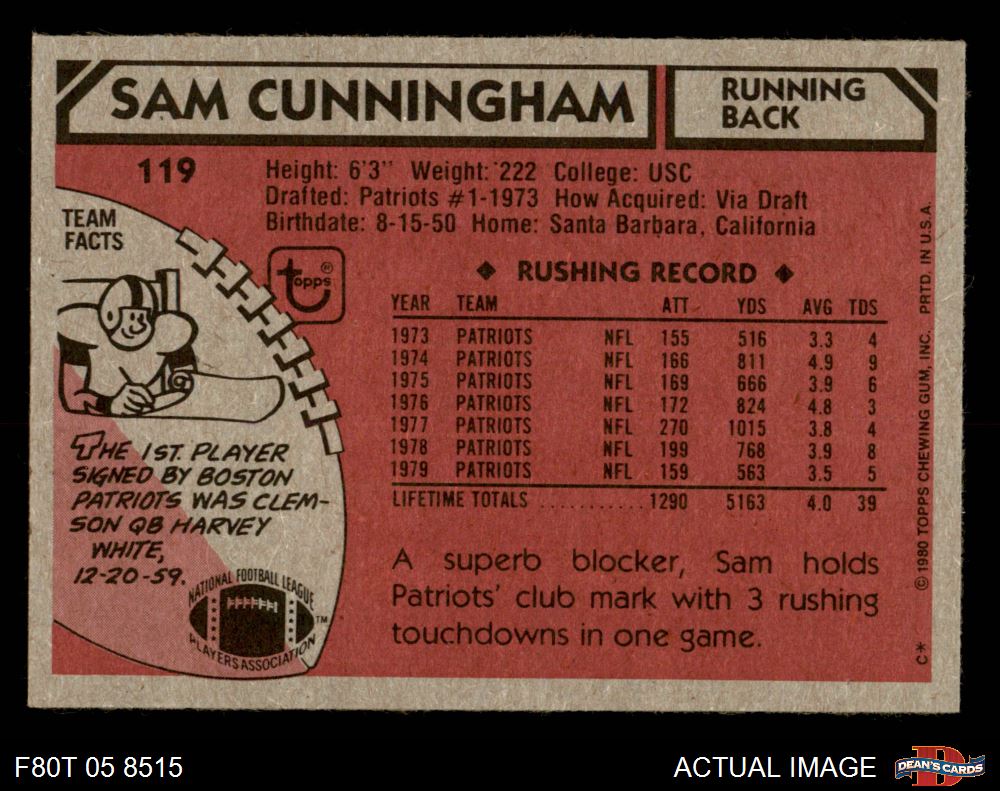 SAM CUNNINGHAM
RUNNING
BACK
119
Height: 6'3" Weight: 222 College: USC
Drafted: Patriots #1-1973 How Acquired: Via Draft
Birthdate: 8-15-50 Home: Santa Barbara, California
TEAM
FACTS
topps®
THE 1ST. PLAYER
SIGNED BY BOSTON
PATRIOTS WAS CLEM-
SON QB HARVEY
WHITE,
12-20-59.
NATIONAL FOOTBALL LEAGUE
PLAYERS ASSOCIATION
TM
◆ RUSHING RECORD ◆
YEAR TEAM ATT YDS AVG TDS
1973 PATRIOTS NFL 155 516 3.3 4
1974 PATRIOTS NFL 166 811 4.9 9
1975 PATRIOTS NFL 169 666 3.9 6
1976 PATRIOTS NFL 172 824 4.8 3
1977 PATRIOTS NFL 270 1015 3.8 4
1978 PATRIOTS NFL 199 768 3.9 8
1979 PATRIOTS NFL 159 563 3.5 5
LIFETIME TOTALS ........... 1290 5163 4.0 39
A superb blocker, Sam holds
Patriots' club mark with 3 rushing
touchdowns in one game.
C* © 1980 TOPPS CHEWING GUM, INC. PRTD. IN U.S.A.
F80T 05 8515
ACTUAL IMAGE
DEAN'S CARDS